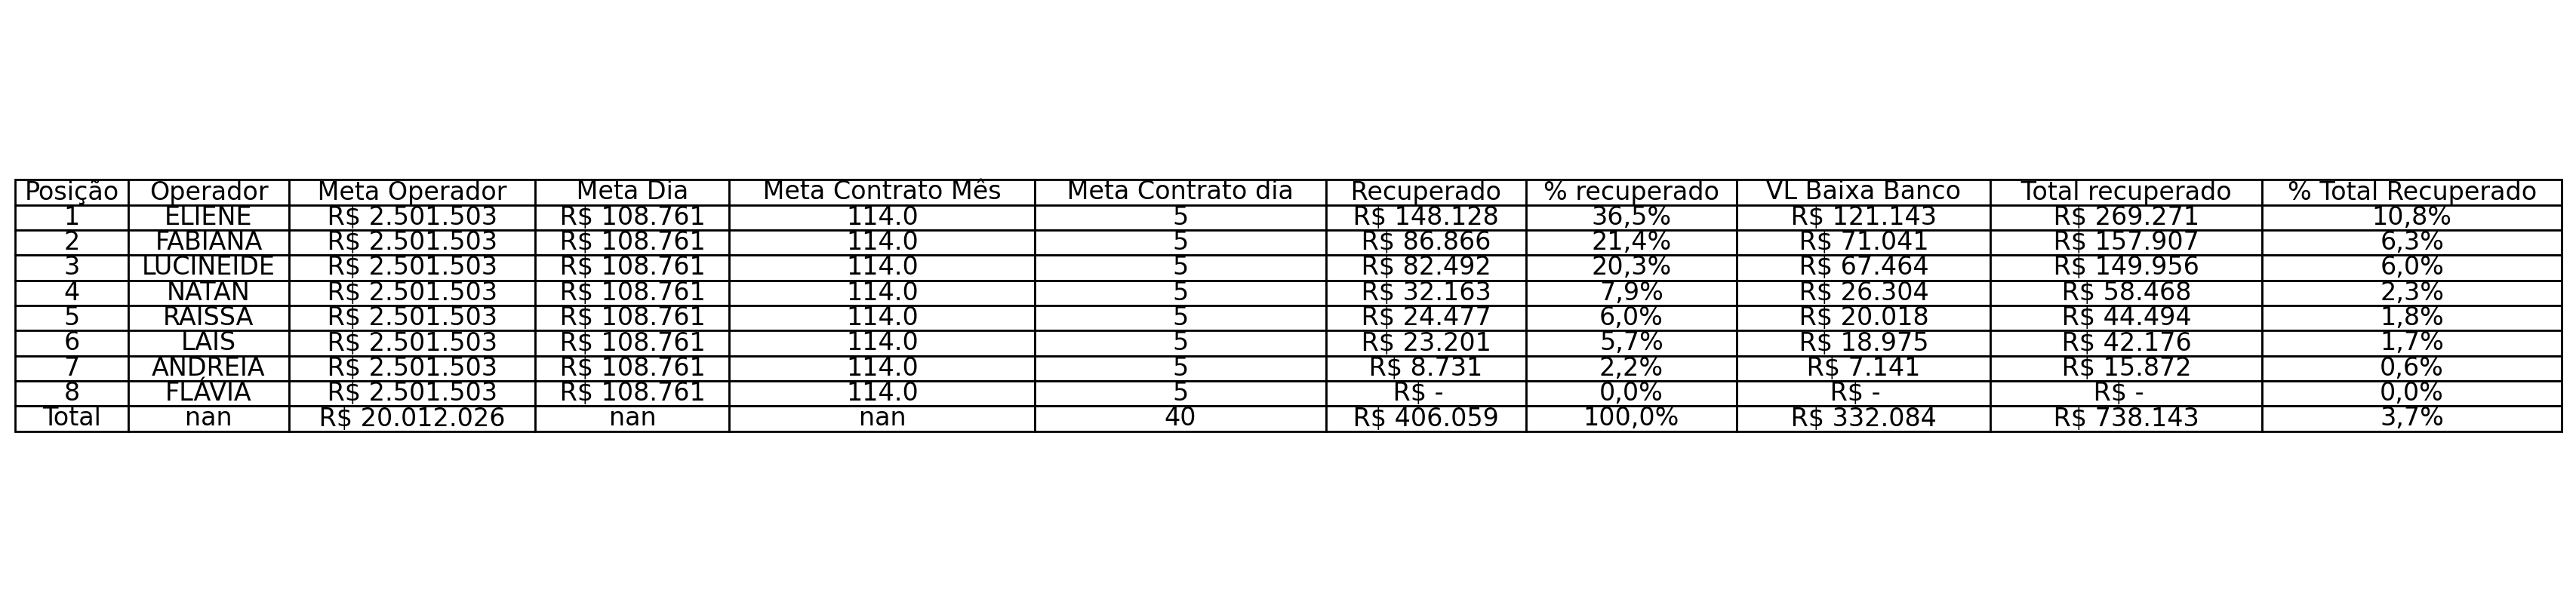 Posição Operador Meta Operador Meta Dia Meta Contrato Mês Meta Contrato dia Recuperado % recuperado VL Baixa Banco Total recuperado % Total Recuperado
1 ELIENE R$ 2.501.503 R$ 108.761 114.0 5 R$ 148.128 36,5% R$ 121.143 R$ 269.271 10,8%
2 FABIANA R$ 2.501.503 R$ 108.761 114.0 5 R$ 86.866 21,4% R$ 71.041 R$ 157.907 6,3%
3 LUCINEIDE R$ 2.501.503 R$ 108.761 114.0 5 R$ 82.492 20,3% R$ 67.464 R$ 149.956 6,0%
4 NATAN R$ 2.501.503 R$ 108.761 114.0 5 R$ 32.163 7,9% R$ 26.304 R$ 58.468 2,3%
5 RAISSA R$ 2.501.503 R$ 108.761 114.0 5 R$ 24.477 6,0% R$ 20.018 R$ 44.494 1,8%
6 LAIS R$ 2.501.503 R$ 108.761 114.0 5 R$ 23.201 5,7% R$ 18.975 R$ 42.176 1,7%
7 ANDREIA R$ 2.501.503 R$ 108.761 114.0 5 R$ 8.731 2,2% R$ 7.141 R$ 15.872 0,6%
8 FLÁVIA R$ 2.501.503 R$ 108.761 114.0 5 R$ - 0,0% R$ - R$ - 0,0%
Total nan R$ 20.012.026 nan nan 40 R$ 406.059 100,0% R$ 332.084 R$ 738.143 3,7%